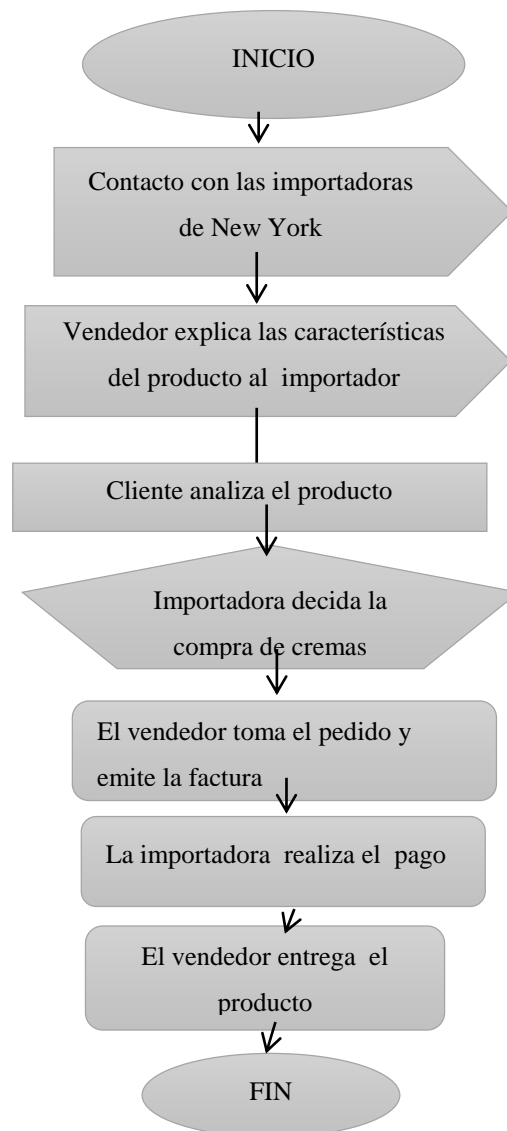 INICIO
Contacto con las importadoras
de New York
Vendedor explica las características
del producto al importador
Cliente analiza el producto
Importadora decida la
compra de cremas
El vendedor toma el pedido y
emite la factura
La importadora realiza el pago
El vendedor entrega el
producto
FIN